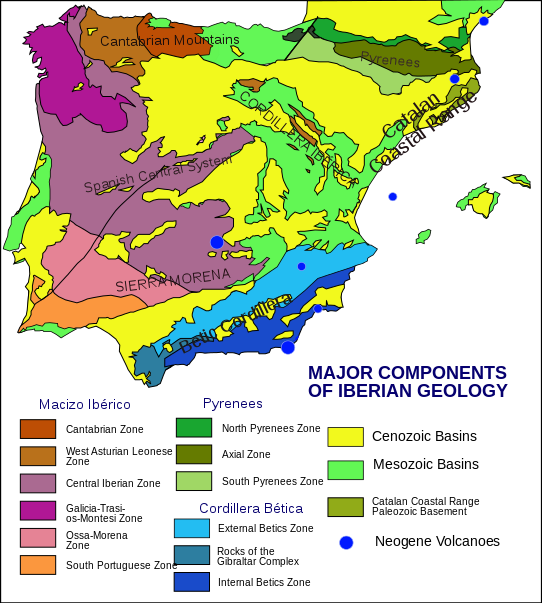 Cantabrian Mountains
Pyrenees
Catalan
Coastal Range
CORDILLERA IBERICA
Spanish Central System
SIERRA MORENA
Betic Cordillera
MAJOR COMPONENTS
OF IBERIAN GEOLOGY
Macizo Ibérico
Cantabrian Zone
West Asturian Leonese
Zone
Central Iberian Zone
Galicia-Trasi-
os-Montesi Zone
Ossa-Morena
Zone
South Portuguese Zone
Pyrenees
North Pyrenees Zone
Axial Zone
South Pyrenees Zone
Cordillera Bética
External Betics Zone
Rocks of the
Gibraltar Complex
Internal Betics Zone
Cenozoic Basins
Mesozoic Basins
Catalan Coastal Range
Paleozoic Basement
Neogene Volcanoes